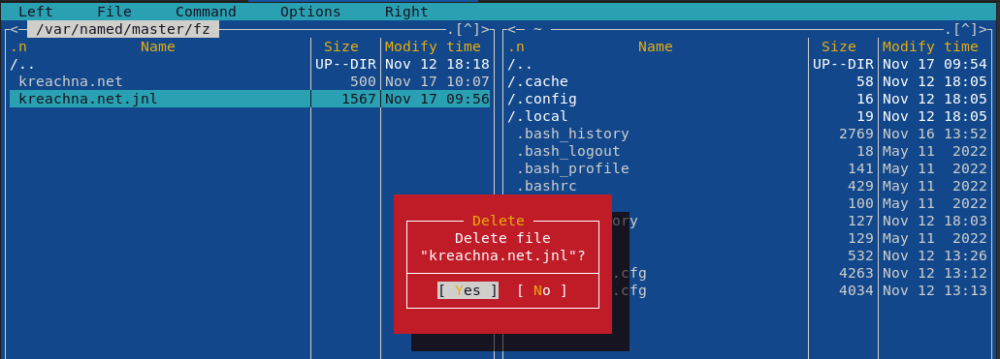 Left File Command Options Right
<- /var/named/master/fz .[^]>
<- ~ .[^]>
.n Name Size Modify time
.n Name Size Modify time
/.. UP--DIR Nov 12 18:18
/.. UP--DIR Nov 17 09:54
kreachna.net 500 Nov 17 10:07
/.cache 58 Nov 12 18:05
kreachna.net.jnl 1567 Nov 17 09:56
/.config 16 Nov 12 18:05
/.local 19 Nov 12 18:05
.bash_history 2769 Nov 16 13:52
.bash_logout 18 May 11 2022
.bash_profile 141 May 11 2022
.bashrc 429 May 11 2022
100 May 11 2022
ory 127 Nov 12 18:03
129 May 11 2022
532 Nov 12 13:26
.cfg 4263 Nov 12 13:12
.cfg 4034 Nov 12 13:13
Delete
Delete file
"kreachna.net.jnl"?
[ Yes ] [ No ]